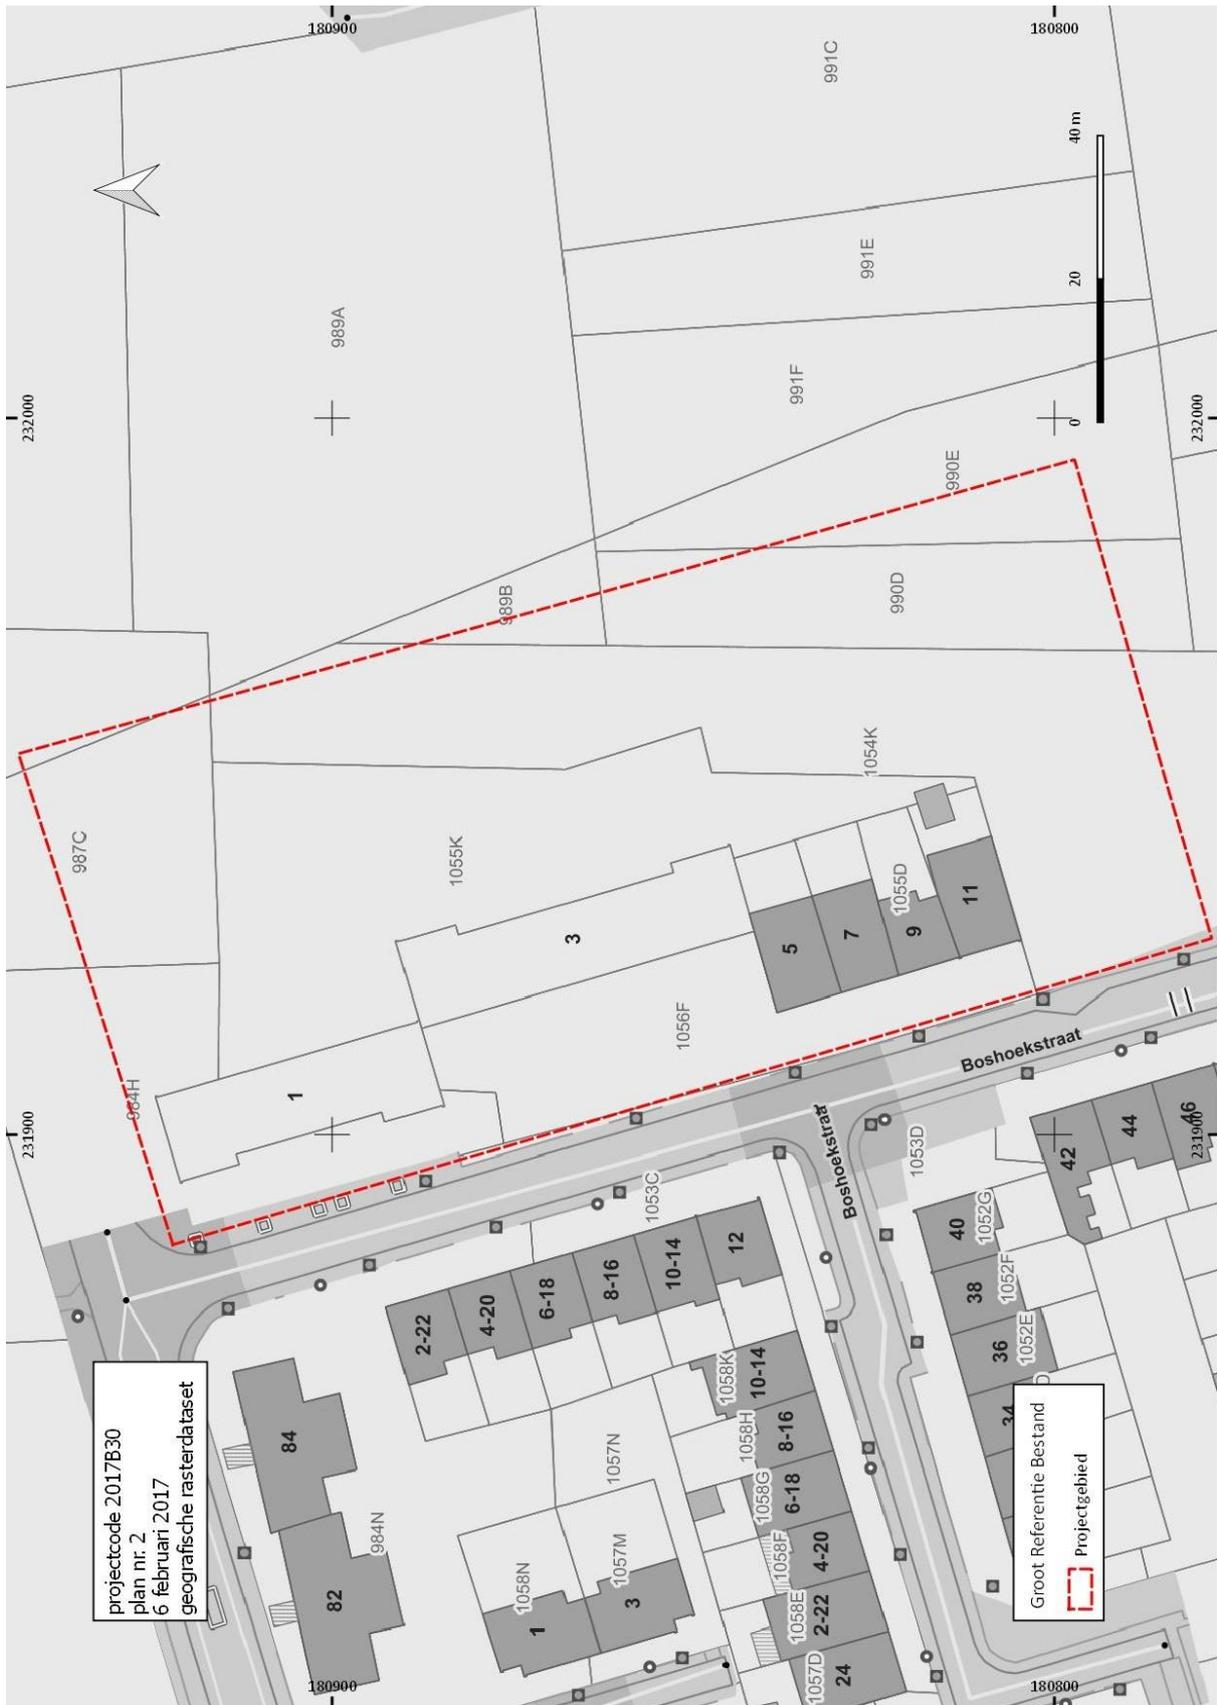 projectcode 2017B30
plan nr. 2
6 februari 2017
geografische rasterdataset
180900
180800
991C
40 m
20
0
991E
989A
991F
232000
232000
990E
989B
990D
987C
1054K
1055K
3
5
7
9
11
1055D
1056F
984H
1
231900
231900
Boshoekstraat
Boshoekstraat
1053D
1053C
42
44
46
40
1052G
38
1052F
36
1052E
34
D
2-22
4-20
6-18
8-16
10-14
12
10-14
1058K
8-16
1058H
6-18
1058G
4-20
1058F
2-22
1058E
24
1057D
84
82
984N
1057N
1057M
1058N
1
3
Groot Referentie Bestand
Projectgebied
180900
180800